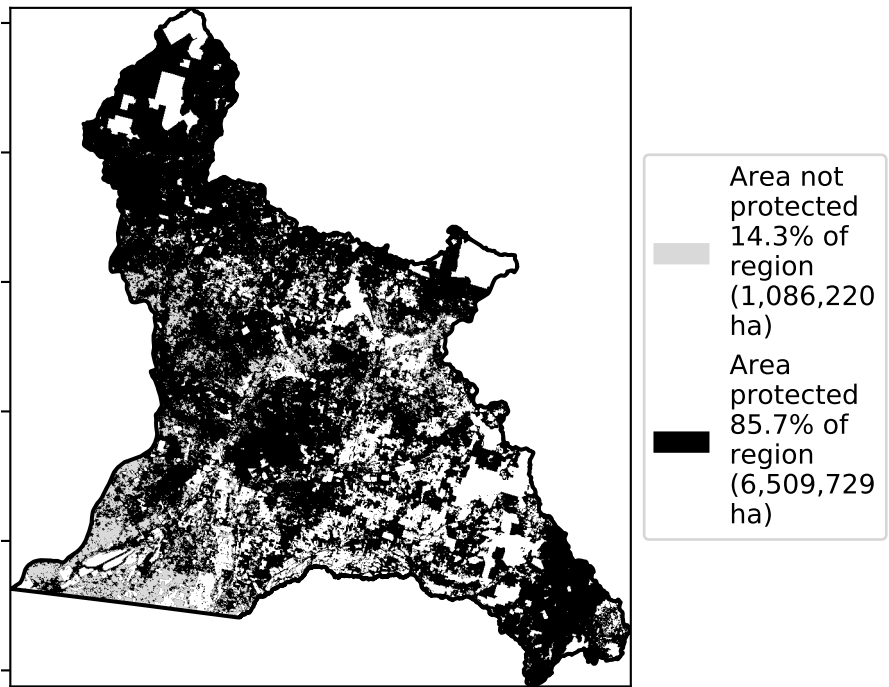 Area not
protected
14.3% of
region
(1,086,220
ha)
Area
protected
85.7% of
region
(6,509,729
ha)